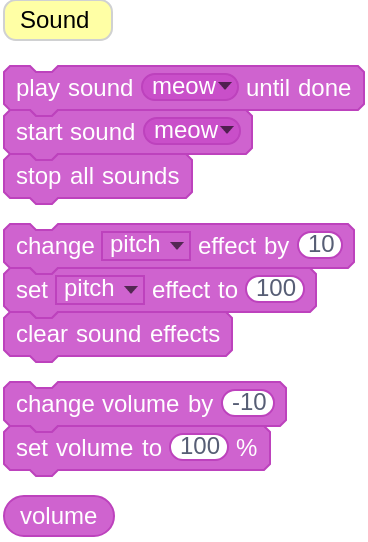 Sound
play sound meow until done
start sound meow
stop all sounds
change pitch effect by 10
set pitch effect to 100
clear sound effects
change volume by -10
set volume to 100 %
volume